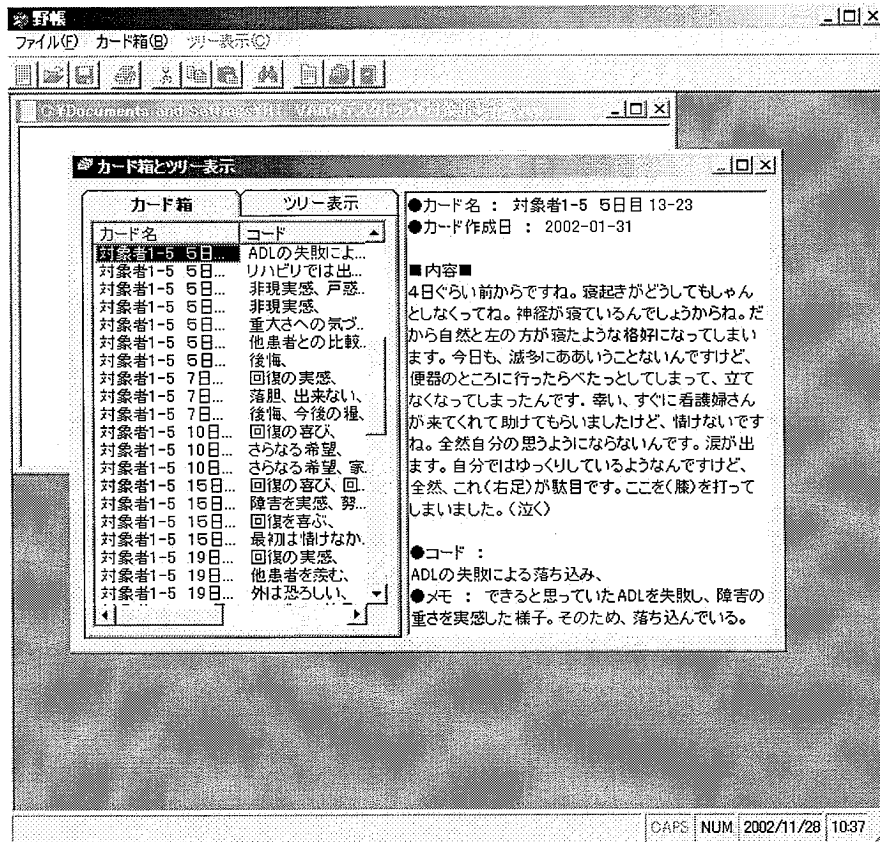 野帳
ファイル(F) カード箱(B) ツリー表示(C)
カード箱とツリー表示
カード箱 ツリー表示
カード名 コード
対象者1-5 5日... ADLの失敗によ...
対象者1-5 5日... リハビリでは出...
対象者1-5 5日... 非現実感、戸惑..
対象者1-5 5日... 非現実感、
対象者1-5 5日... 重大さへの気づ..
対象者1-5 5日... 他患者との比較..
対象者1-5 5日... 後悔、
対象者1-5 7日... 回復の実感、
対象者1-5 7日... 落胆、出来ない、
対象者1-5 7日... 後悔、今後の糧、
対象者1-5 10日... 回復の喜び、
対象者1-5 10日... さらなる希望、
対象者1-5 10日... さらなる希望、家.
対象者1-5 15日... 回復の喜び、回..
対象者1-5 15日... 障害を実感、努...
対象者1-5 15日... 回復を喜ぶ、
対象者1-5 15日... 最初は情けなか.
対象者1-5 19日... 回復の実感、
対象者1-5 19日... 他患者を羨む、
対象者1-5 19日... 外は恐ろしい、
●カード名 : 対象者1-5 5日目 13-23
●カード作成日 : 2002-01-31
■内容■
4日ぐらい前からですね。寝起きがどうしてもしゃん
としなくってね。神経が寝ているんでしょうからね。だ
から自然と左の方が寝たような格好になってしまい
ます。今日も、滅多にああいうことないんですけど、
便器のところに行ったらべたっとしてしまって、立て
なくなってしまったんです。幸い、すぐに看護婦さん
が来てくれて助けてもらいましたけど、情けないです
ね。全然自分の思うようにならないんです。涙が出
ます。自分ではゆっくりしているようなんですけど、
全然、これ(右足)が駄目です。ここを(膝)を打って
しまいました。(泣く)
●コード :
ADLの失敗による落ち込み、
●メモ : できると思っていたADLを失敗し、障害の
重さを実感した様子。そのため、落ち込んでいる。
CAPS NUM 2002/11/28 10:37